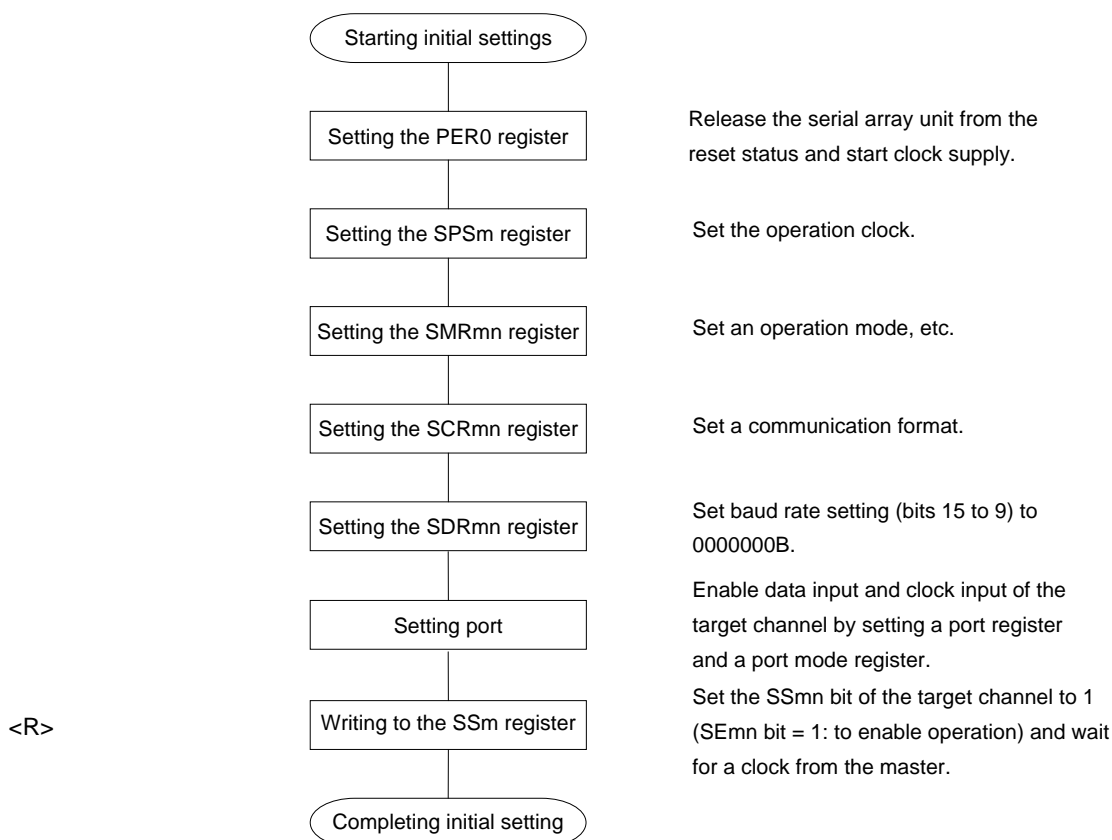 Starting initial settings
Setting the PER0 register
Release the serial array unit from the
reset status and start clock supply.
Setting the SPSm register
Set the operation clock.
Setting the SMRmn register
Set an operation mode, etc.
Setting the SCRmn register
Set a communication format.
Setting the SDRmn register
Set baud rate setting (bits 15 to 9) to
0000000B.
Setting port
Enable data input and clock input of the
target channel by setting a port register
and a port mode register.
<R>
Writing to the SSm register
Set the SSmn bit of the target channel to 1
(SEmn bit = 1: to enable operation) and wait
for a clock from the master.
Completing initial setting